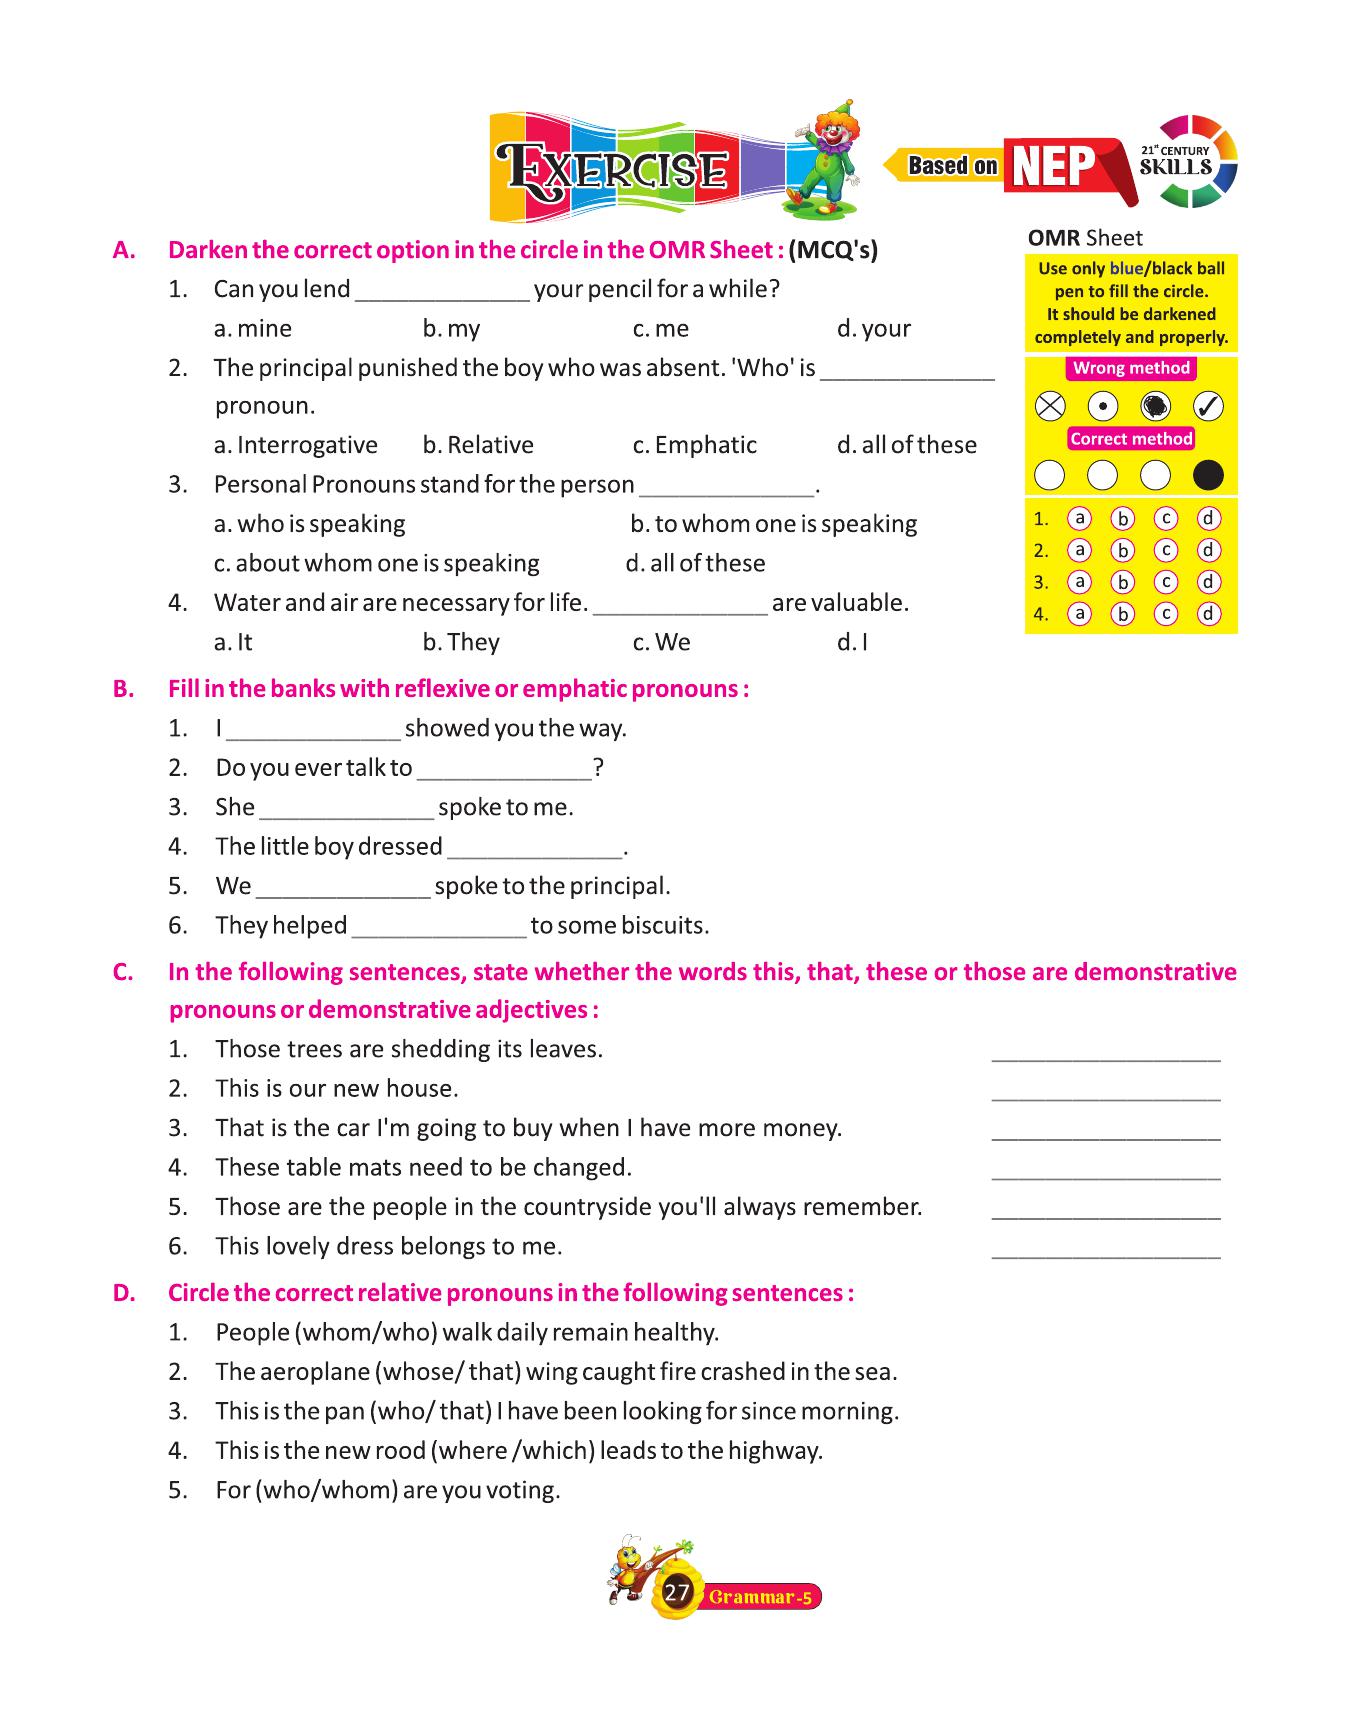 EXERCISE
Based on NEP
21st CENTURY
SKILLS
A. Darken the correct option in the circle in the OMR Sheet : (MCQ's)
1. Can you lend _____________ your pencil for a while?
a. mine b. my c. me d. your
2. The principal punished the boy who was absent. 'Who' is _____________
pronoun.
a. Interrogative b. Relative c. Emphatic d. all of these
3. Personal Pronouns stand for the person _____________.
a. who is speaking b. to whom one is speaking
c. about whom one is speaking d. all of these
4. Water and air are necessary for life. _____________ are valuable.
a. It b. They c. We d. I
OMR Sheet
Use only blue/black ball
pen to fill the circle.
It should be darkened
completely and properly.
Wrong method
Correct method
1. a b c d
2. a b c d
3. a b c d
4. a b c d
B. Fill in the banks with reflexive or emphatic pronouns :
1. I _____________ showed you the way.
2. Do you ever talk to _____________?
3. She _____________ spoke to me.
4. The little boy dressed _____________.
5. We _____________ spoke to the principal.
6. They helped _____________ to some biscuits.
C. In the following sentences, state whether the words this, that, these or those are demonstrative
pronouns or demonstrative adjectives :
1. Those trees are shedding its leaves. _________________
2. This is our new house. _________________
3. That is the car I'm going to buy when I have more money. _________________
4. These table mats need to be changed. _________________
5. Those are the people in the countryside you'll always remember. _________________
6. This lovely dress belongs to me. _________________
D. Circle the correct relative pronouns in the following sentences :
1. People (whom/who) walk daily remain healthy.
2. The aeroplane (whose/ that) wing caught fire crashed in the sea.
3. This is the pan (who/ that) I have been looking for since morning.
4. This is the new rood (where /which) leads to the highway.
5. For (who/whom) are you voting.
27 Grammar-5